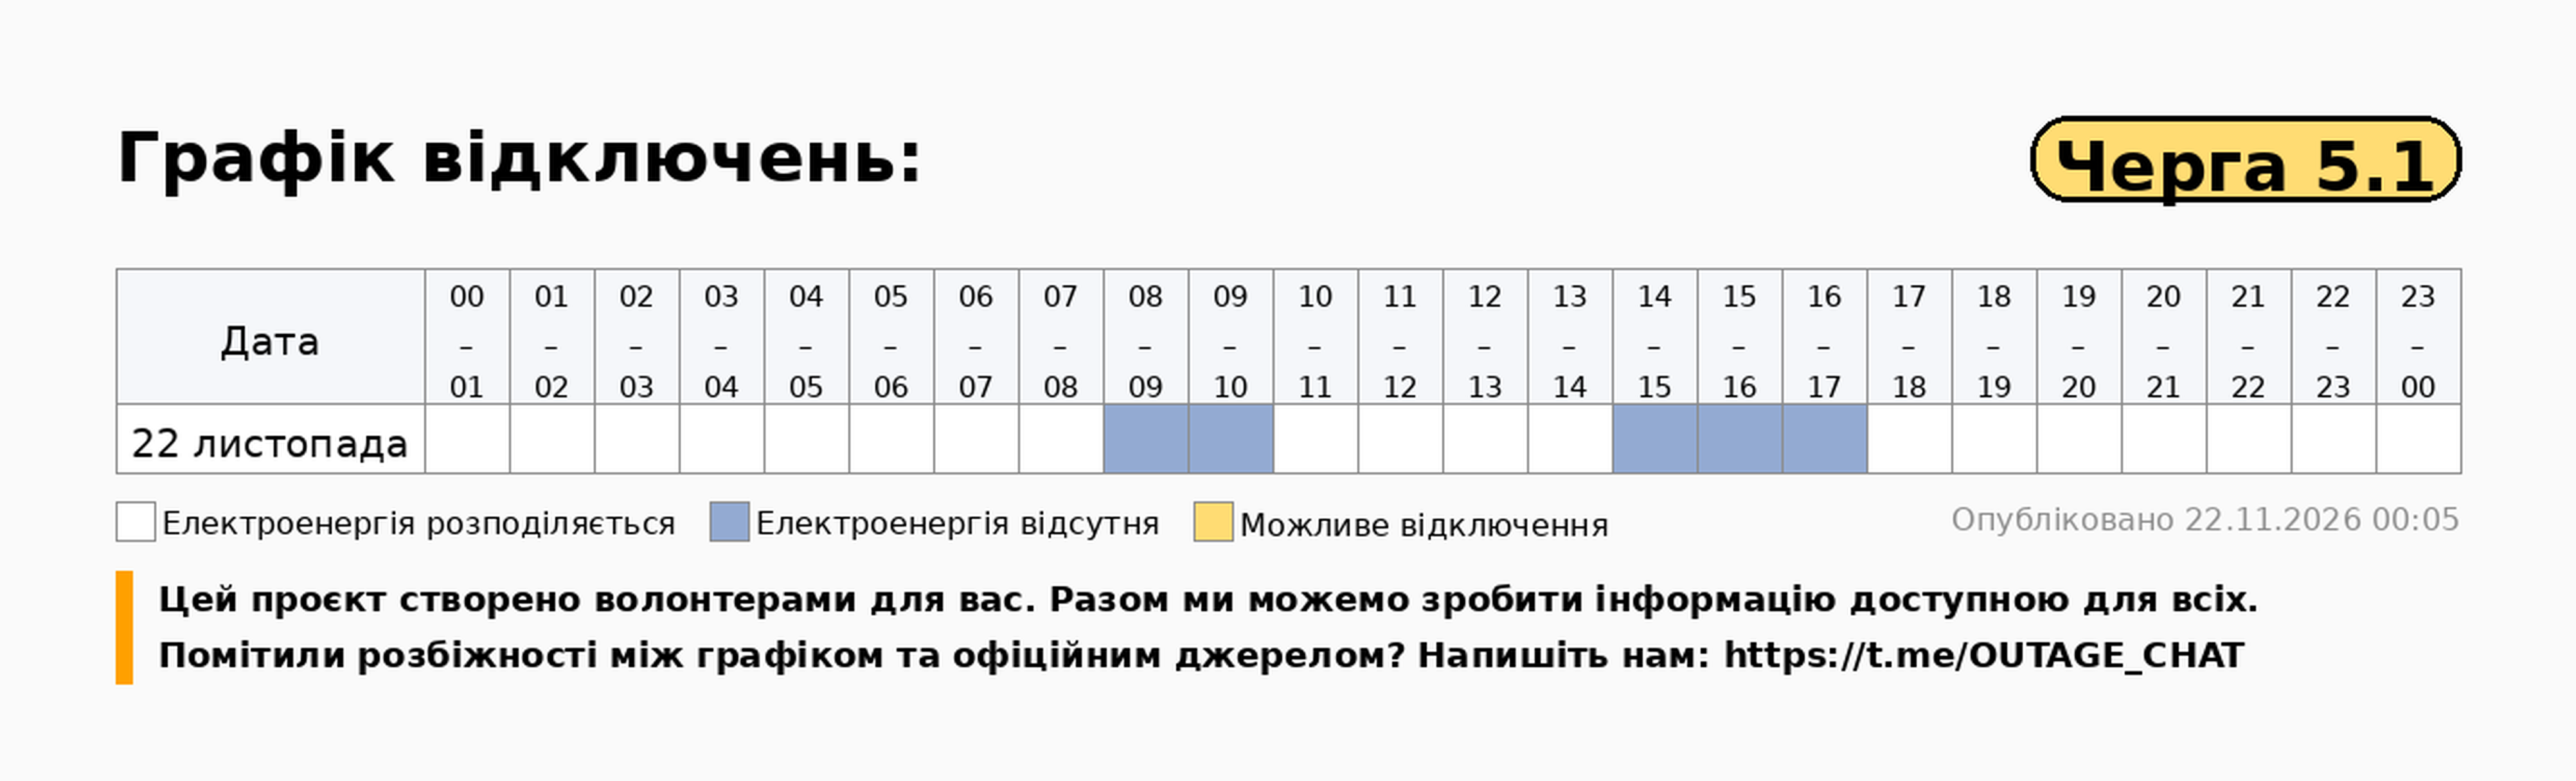 Графік відключень:
Черга 5.1
Дата
00 – 01
01 – 02
02 – 03
03 – 04
04 – 05
05 – 06
06 – 07
07 – 08
08 – 09
09 – 10
10 – 11
11 – 12
12 – 13
13 – 14
14 – 15
15 – 16
16 – 17
17 – 18
18 – 19
19 – 20
20 – 21
21 – 22
22 – 23
23 – 00
22 листопада
Електроенергія розподіляється
Електроенергія відсутня
Можливе відключення
Опубліковано 22.11.2026 00:05
Цей проєкт створено волонтерами для вас. Разом ми можемо зробити інформацію доступною для всіх.
Помітили розбіжності між графіком та офіційним джерелом? Напишіть нам: https://t.me/OUTAGE_CHAT